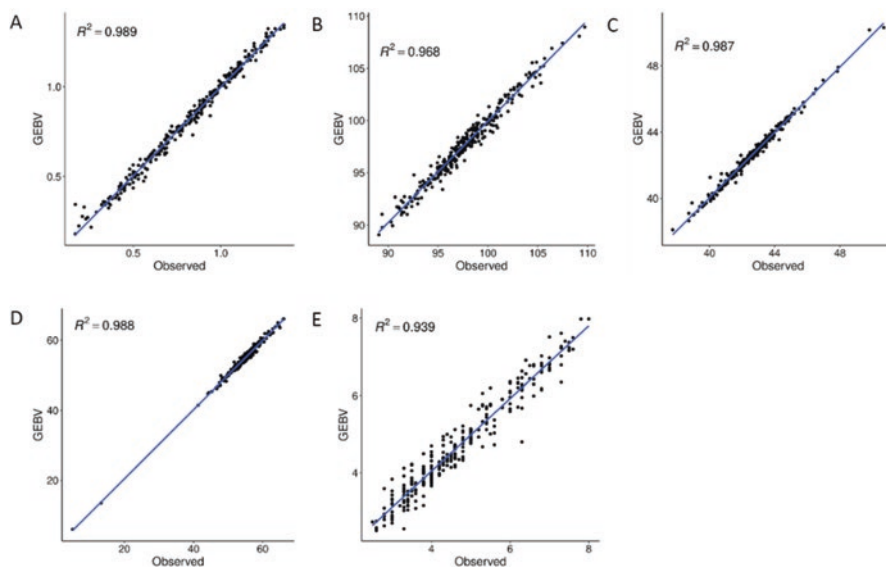 A
R² = 0.989
1.0
0.5
GEBV
0.5 1.0
Observed
B
R² = 0.968
110
105
100
95
90
GEBV
90 95 100 105 110
Observed
C
R² = 0.987
48
44
40
GEBV
40 44 48
Observed
D
R² = 0.988
60
40
20
GEBV
20 40 60
Observed
E
R² = 0.939
8
6
4
GEBV
4 6 8
Observed